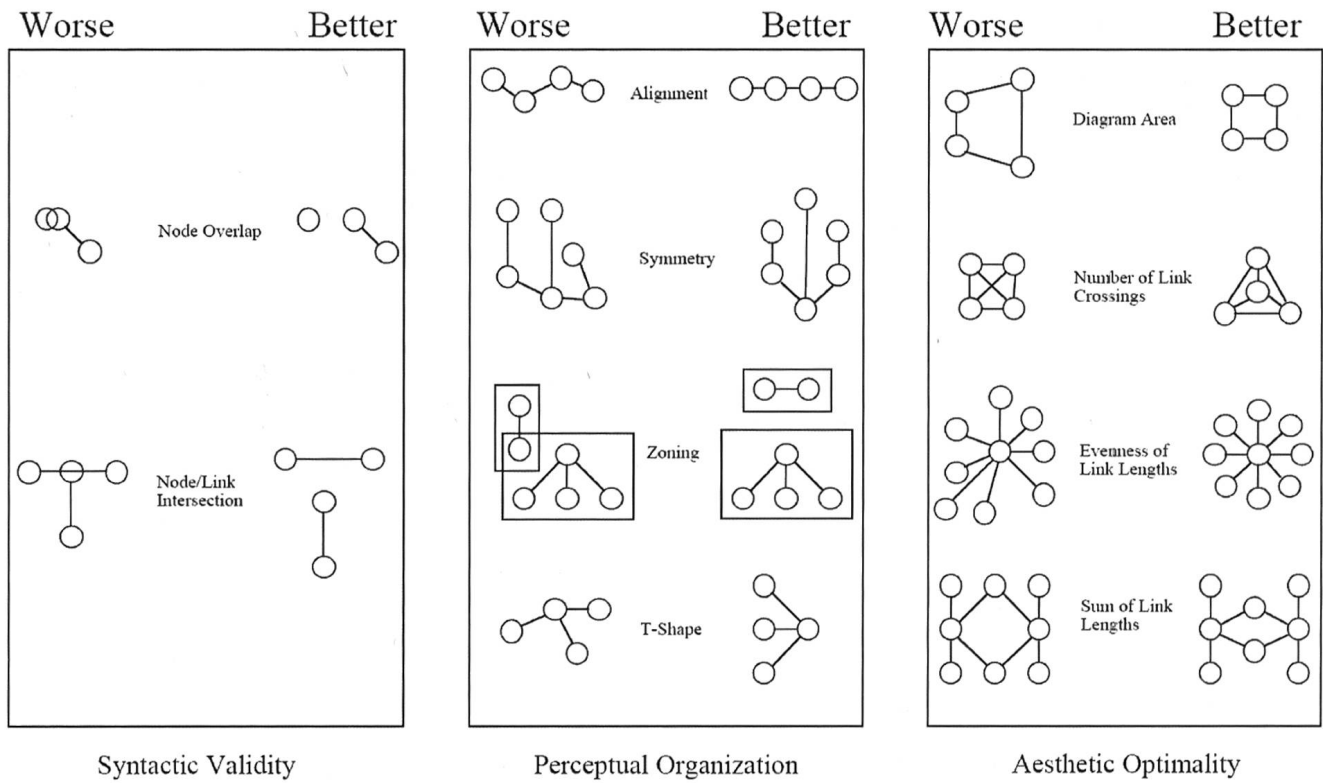 Worse Better
Node Overlap
Node/Link
Intersection
Syntactic Validity
Worse Better
Alignment
Symmetry
Zoning
T-Shape
Perceptual Organization
Worse Better
Diagram Area
Number of Link
Crossings
Evenness of
Link Lengths
Sum of Link
Lengths
Aesthetic Optimality